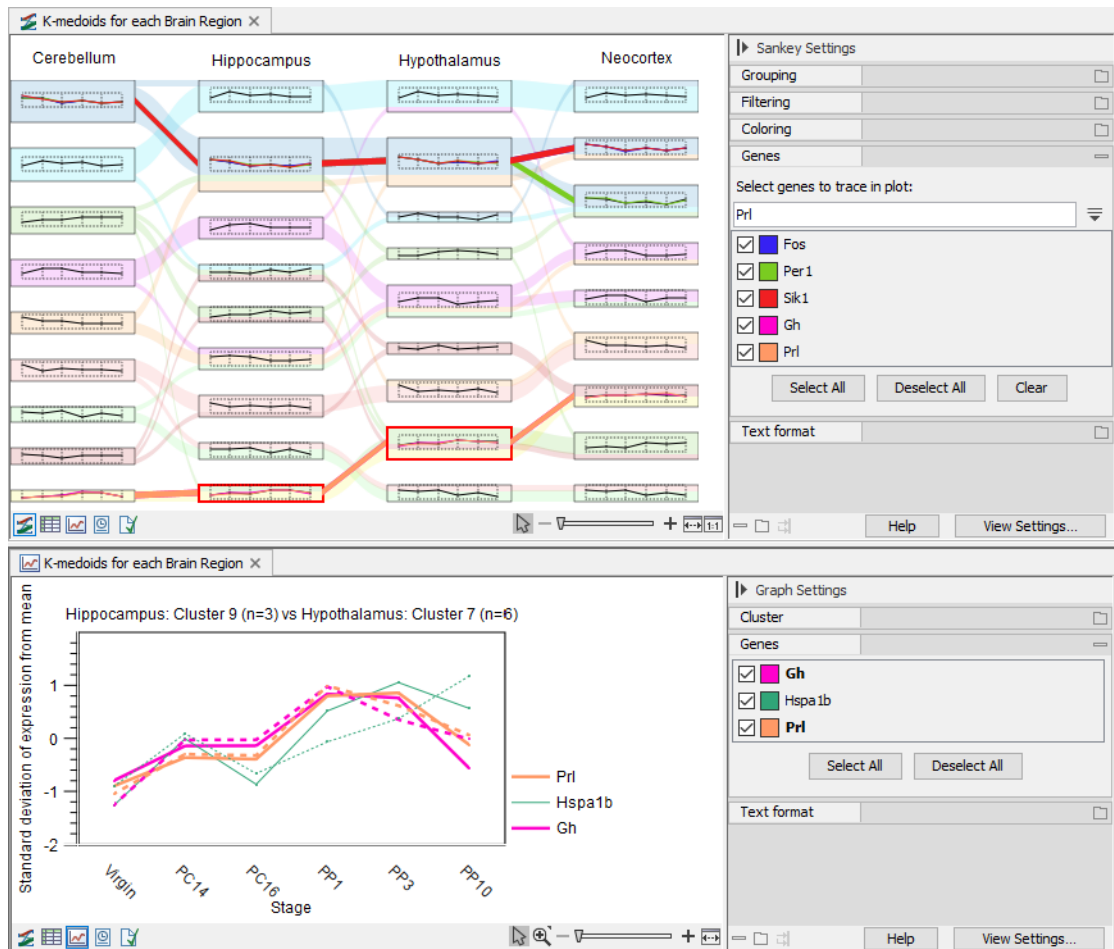 K-medoids for each Brain Region
Cerebellum
Hippocampus
Hypothalamus
Neocortex
Sankey Settings
Grouping
Filtering
Coloring
Genes
Select genes to trace in plot:
Prl
Fos
Per1
Sik1
Gh
Prl
Select All Deselect All Clear
Text format
1:1
Help View Settings...
K-medoids for each Brain Region
Hippocampus: Cluster 9 (n=3) vs Hypothalamus: Cluster 7 (n=6)
Standard deviation of expression from mean
1
0
-1
-2
Virgin PC14 PC16 PP1 PP3 PP10
Stage
Prl
Hspa1b
Gh
Graph Settings
Cluster
Genes
Gh
Hspa1b
Prl
Select All Deselect All
Text format
Help View Settings...